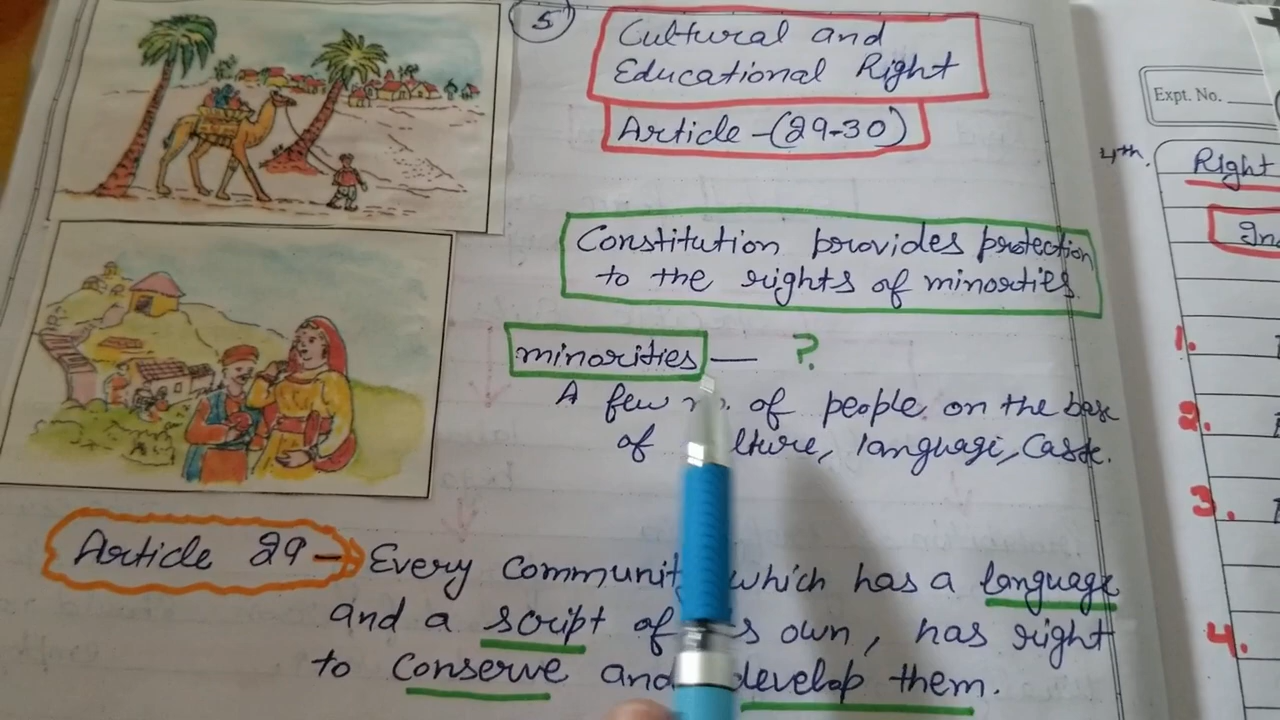 5
Cultural and
Educational Right
Article -(29-30)
Constitution provides protection
to the rights of minorties
minorities — ?
A few of people on the base
of language, Caste.
Article 29 — Every which has a language
and a script of own, has right
to conserve and develop them.
Expt. No.
4th.
Right
1.
2.
3.
4.